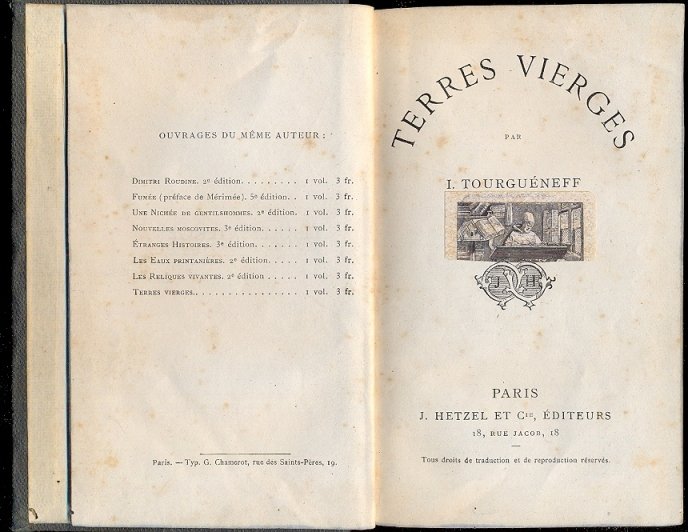 OUVRAGES DU MÊME AUTEUR :
DIMITRI ROUDINE. 2e édition. . . . . . . . . 1 vol. 3 fr.
FUMÉE (préface de Mérimée). 5e édition. . 1 vol. 3 fr.
UNE NICHÉE DE GENTILSHOMMES. 2e édition. 1 vol. 3 fr.
NOUVELLES MOSCOVITES. 3e édition. . . . . . 1 vol. 3 fr.
ÉTRANGES HISTOIRES. 3e édition. . . . . . . 1 vol. 3 fr.
LES EAUX PRINTANIÈRES. 2e édition. . . . . 1 vol. 3 fr.
LES RELIQUES VIVANTES. 2e édition . . . . . 1 vol. 3 fr.
TERRES VIERGES. . . . . . . . . . . . . . . . 1 vol. 3 fr.
Paris. — Typ. G. Chamerot, rue des Saints-Pères, 19.
TERRES VIERGES
PAR
I. TOURGUÉNEFF
PARIS
J. HETZEL ET Cie, ÉDITEURS
18, RUE JACOB, 18
Tous droits de traduction et de reproduction réservés.